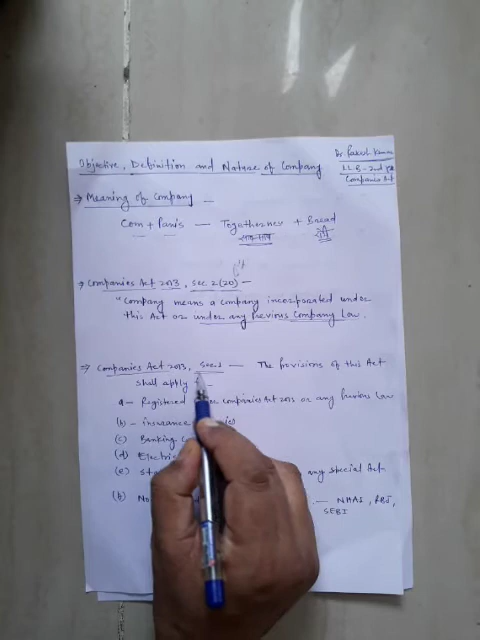 Objective, Definition and Nature of Company
Dr Rakesh Kumar
LLB - 2nd yr
Companies Act
⇒ Meaning of Company –
Com + Panis — Togetherness + Bread
रोटी
⇒ Companies Act 2013, Sec 2(20) –
"Company means a company incorporated under
this Act or under any Previous Company Law.
⇒ Companies Act 2013, Sec 1 — The provisions of this Act
shall apply
a – Registered Companies Act 2013 or any Previous Law
(b) – insurance
(c) Banking
(d)
(e) any special Act
(f) — NHAI, RBI,
SEBI